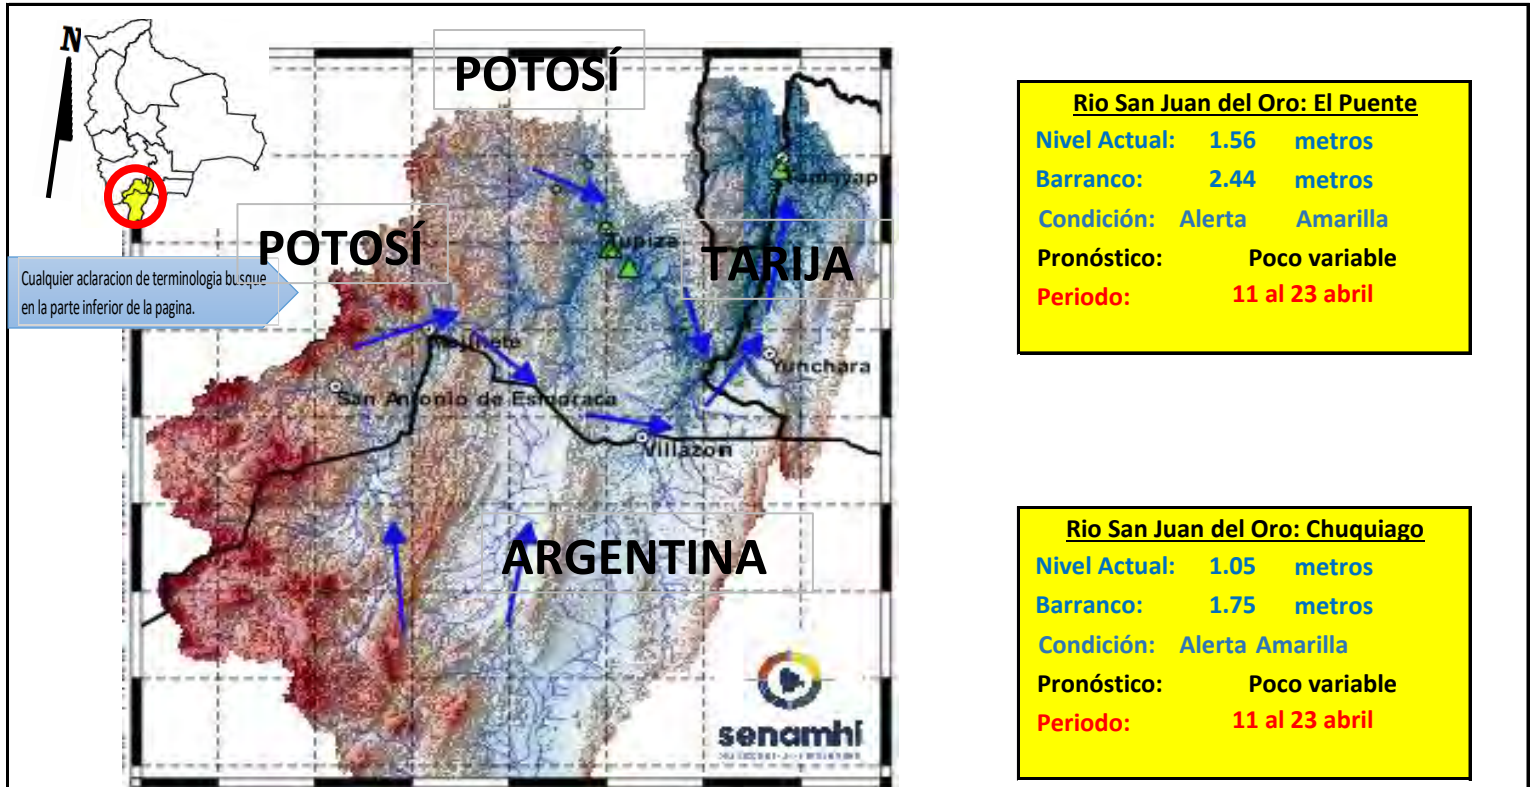 N
POTOSÍ
POTOSÍ
TARIJA
Cualquier aclaracion de terminologia busque
en la parte inferior de la pagina.
Tupiza
Yunchara
San Antonio de Esmoraca
Villazon
ARGENTINA
senamhi
Rio San Juan del Oro: El Puente
Nivel Actual: 1.56 metros
Barranco: 2.44 metros
Condición: Alerta Amarilla
Pronóstico: Poco variable
Periodo: 11 al 23 abril
Rio San Juan del Oro: Chuquiago
Nivel Actual: 1.05 metros
Barranco: 1.75 metros
Condición: Alerta Amarilla
Pronóstico: Poco variable
Periodo: 11 al 23 abril